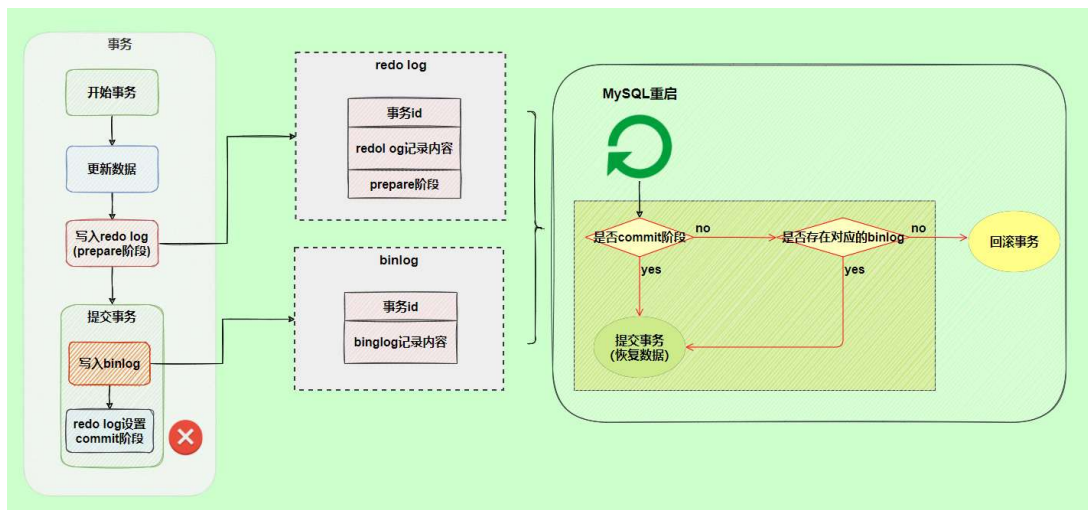 事务
开始事务
更新数据
写入redo log
(prepare阶段)
提交事务
写入binlog
redo log设置
commit阶段
redo log
事务id
redol og记录内容
prepare阶段
binlog
事务id
binglog记录内容
MySQL重启
是否commit阶段
no
是否存在对应的binlog
no
回滚事务
yes
yes
提交事务
(恢复数据)